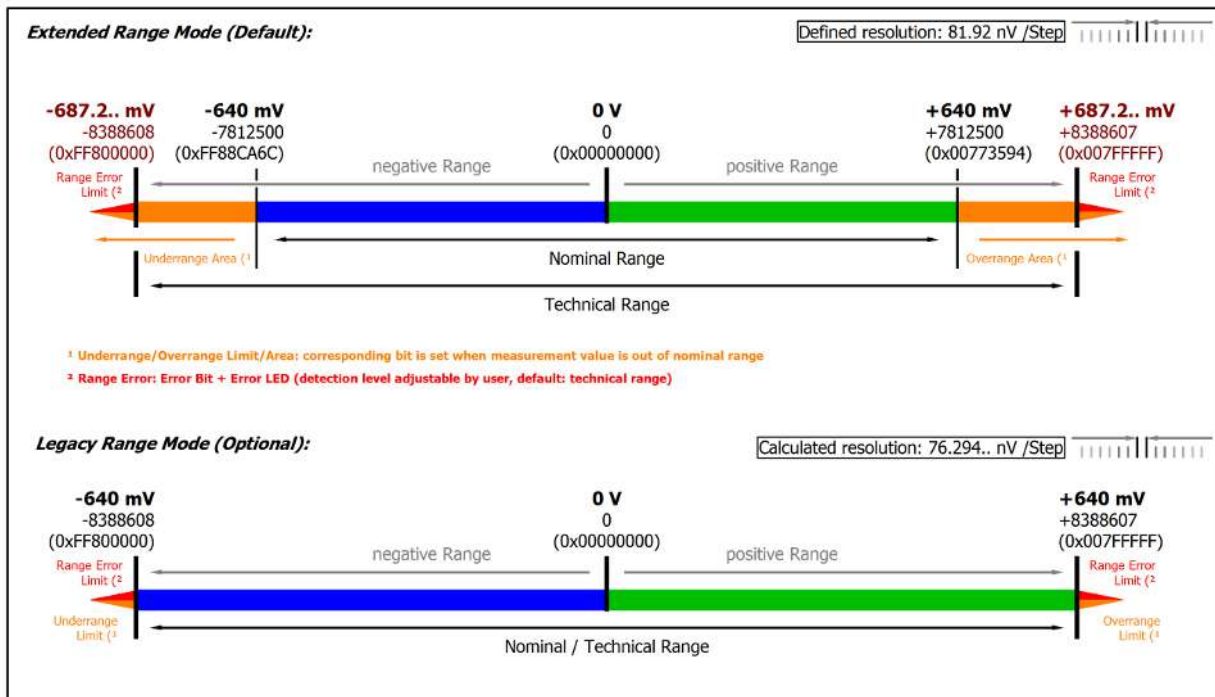 Extended Range Mode (Default):
Defined resolution: 81.92 nV /Step
-687.2.. mV
-8388608
(0xFF800000)
-640 mV
-7812500
(0xFF88CA6C)
0 V
0
(0x00000000)
+640 mV
+7812500
(0x00773594)
+687.2.. mV
+8388607
(0x007FFFFF)
negative Range
positive Range
Range Error
Limit (²
Range Error
Limit (²
Underrange Area (¹
Nominal Range
Overrange Area (¹
Technical Range
¹ Underrange/Overrange Limit/Area: corresponding bit is set when measurement value is out of nominal range
² Range Error: Error Bit + Error LED (detection level adjustable by user, default: technical range)
Legacy Range Mode (Optional):
Calculated resolution: 76.294.. nV /Step
-640 mV
-8388608
(0xFF800000)
0 V
0
(0x00000000)
+640 mV
+8388607
(0x007FFFFF)
negative Range
positive Range
Range Error
Limit (²
Range Error
Limit (²
Underrange
Limit (¹
Overrange
Limit (¹
Nominal / Technical Range